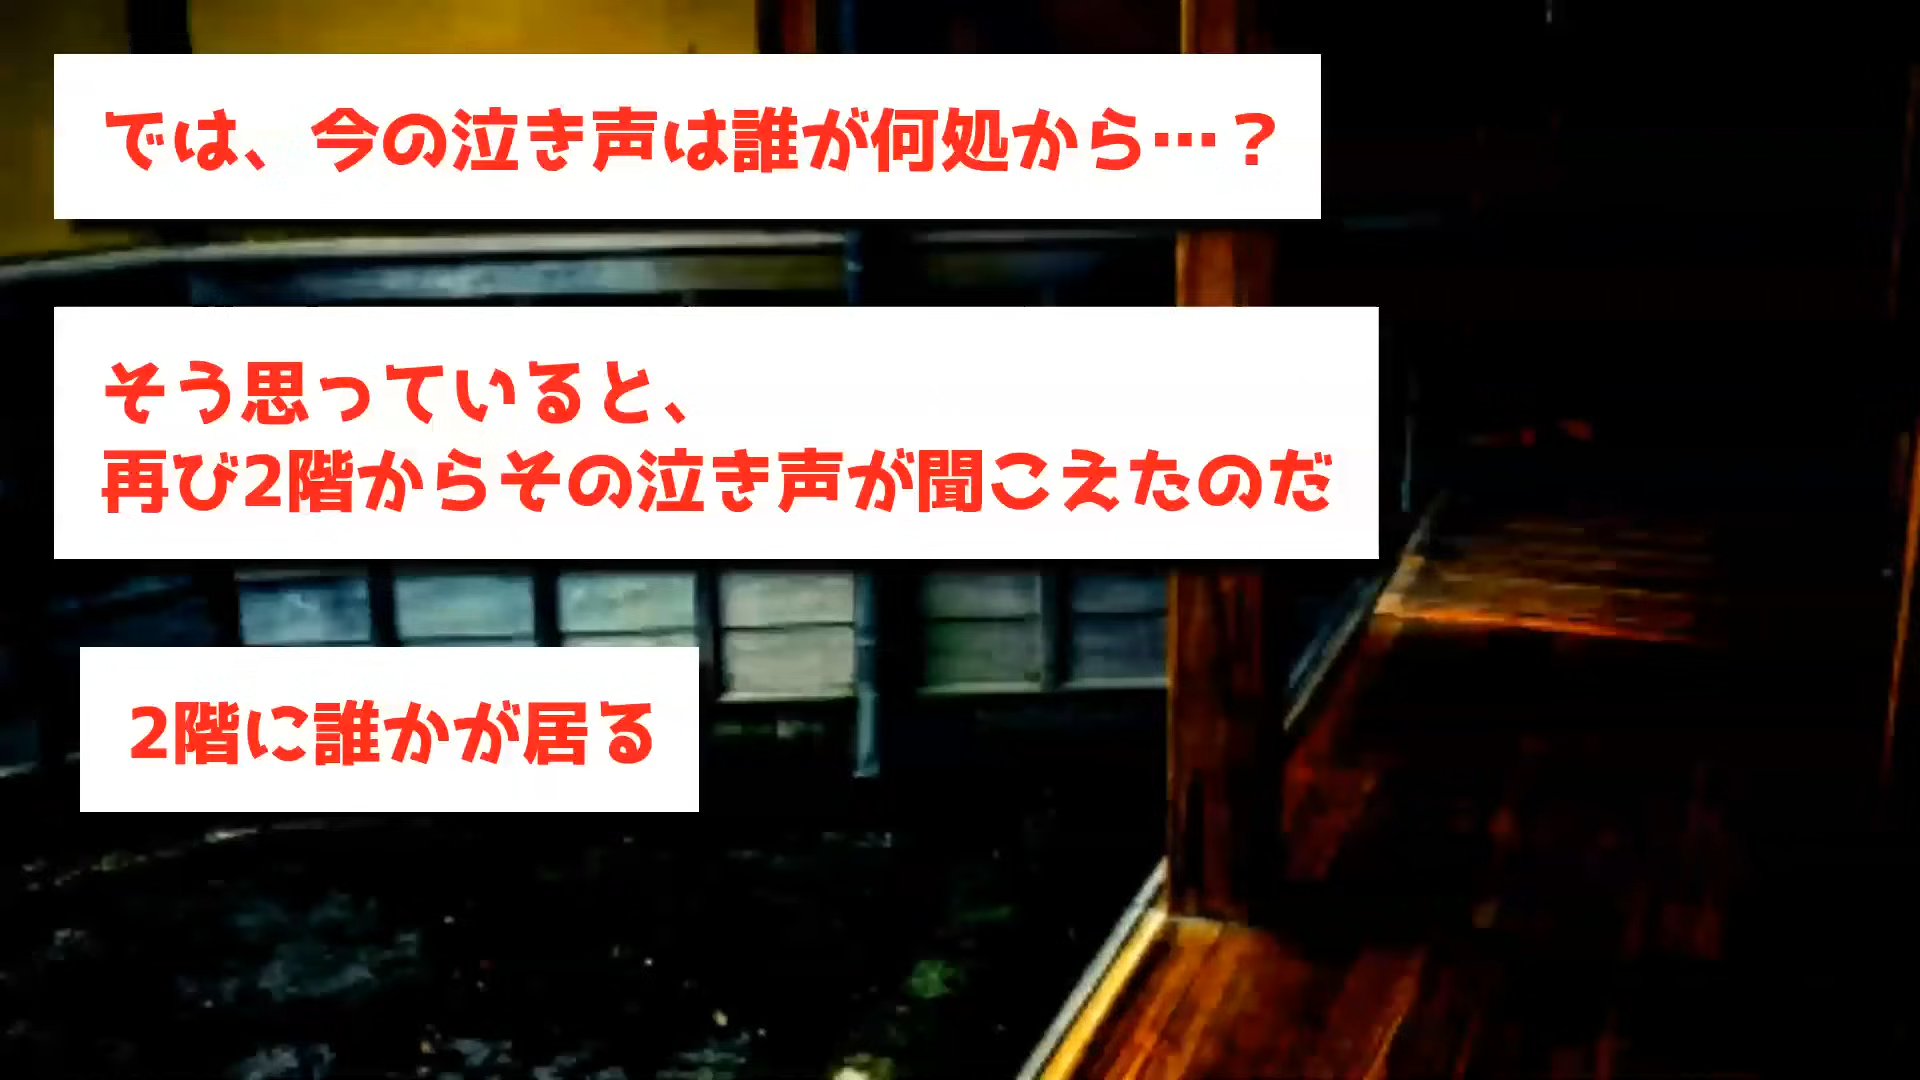 では、今の泣き声は誰が何処から…？
そう思っていると、
再び2階からその泣き声が聞こえたのだ
2階に誰かが居る